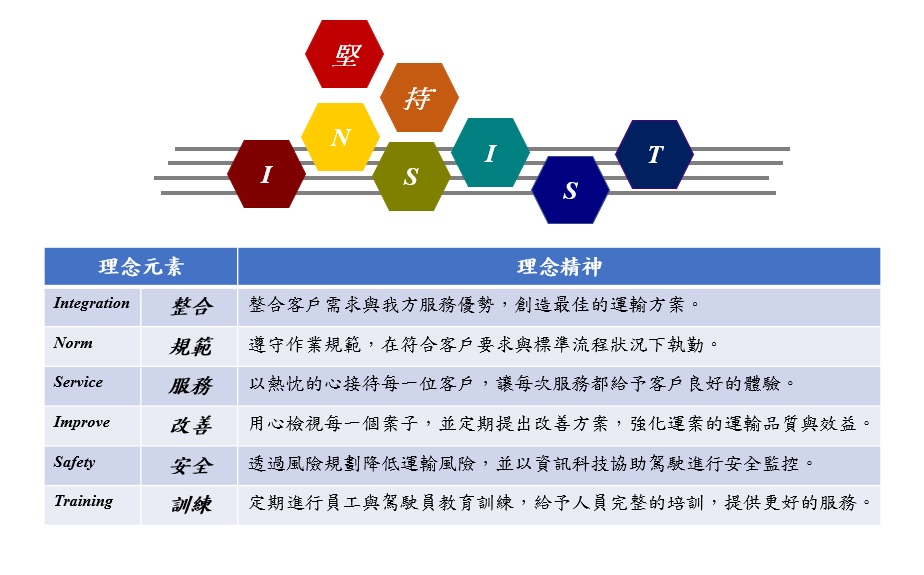 堅持
INSIST
理念元素 理念精神
Integration 整合 整合客戶需求與我方服務優勢，創造最佳的運輸方案。
Norm 規範 遵守作業規範，在符合客戶要求與標準流程狀況下執勤。
Service 服務 以熱忱的心接待每一位客戶，讓每次服務都給予客戶良好的體驗。
Improve 改善 用心檢視每一個案子，並定期提出改善方案，強化運案的運輸品質與效益。
Safety 安全 透過風險規劃降低運輸風險，並以資訊科技協助駕駛進行安全監控。
Training 訓練 定期進行員工與駕駛員教育訓練，給予人員完整的培訓，提供更好的服務。